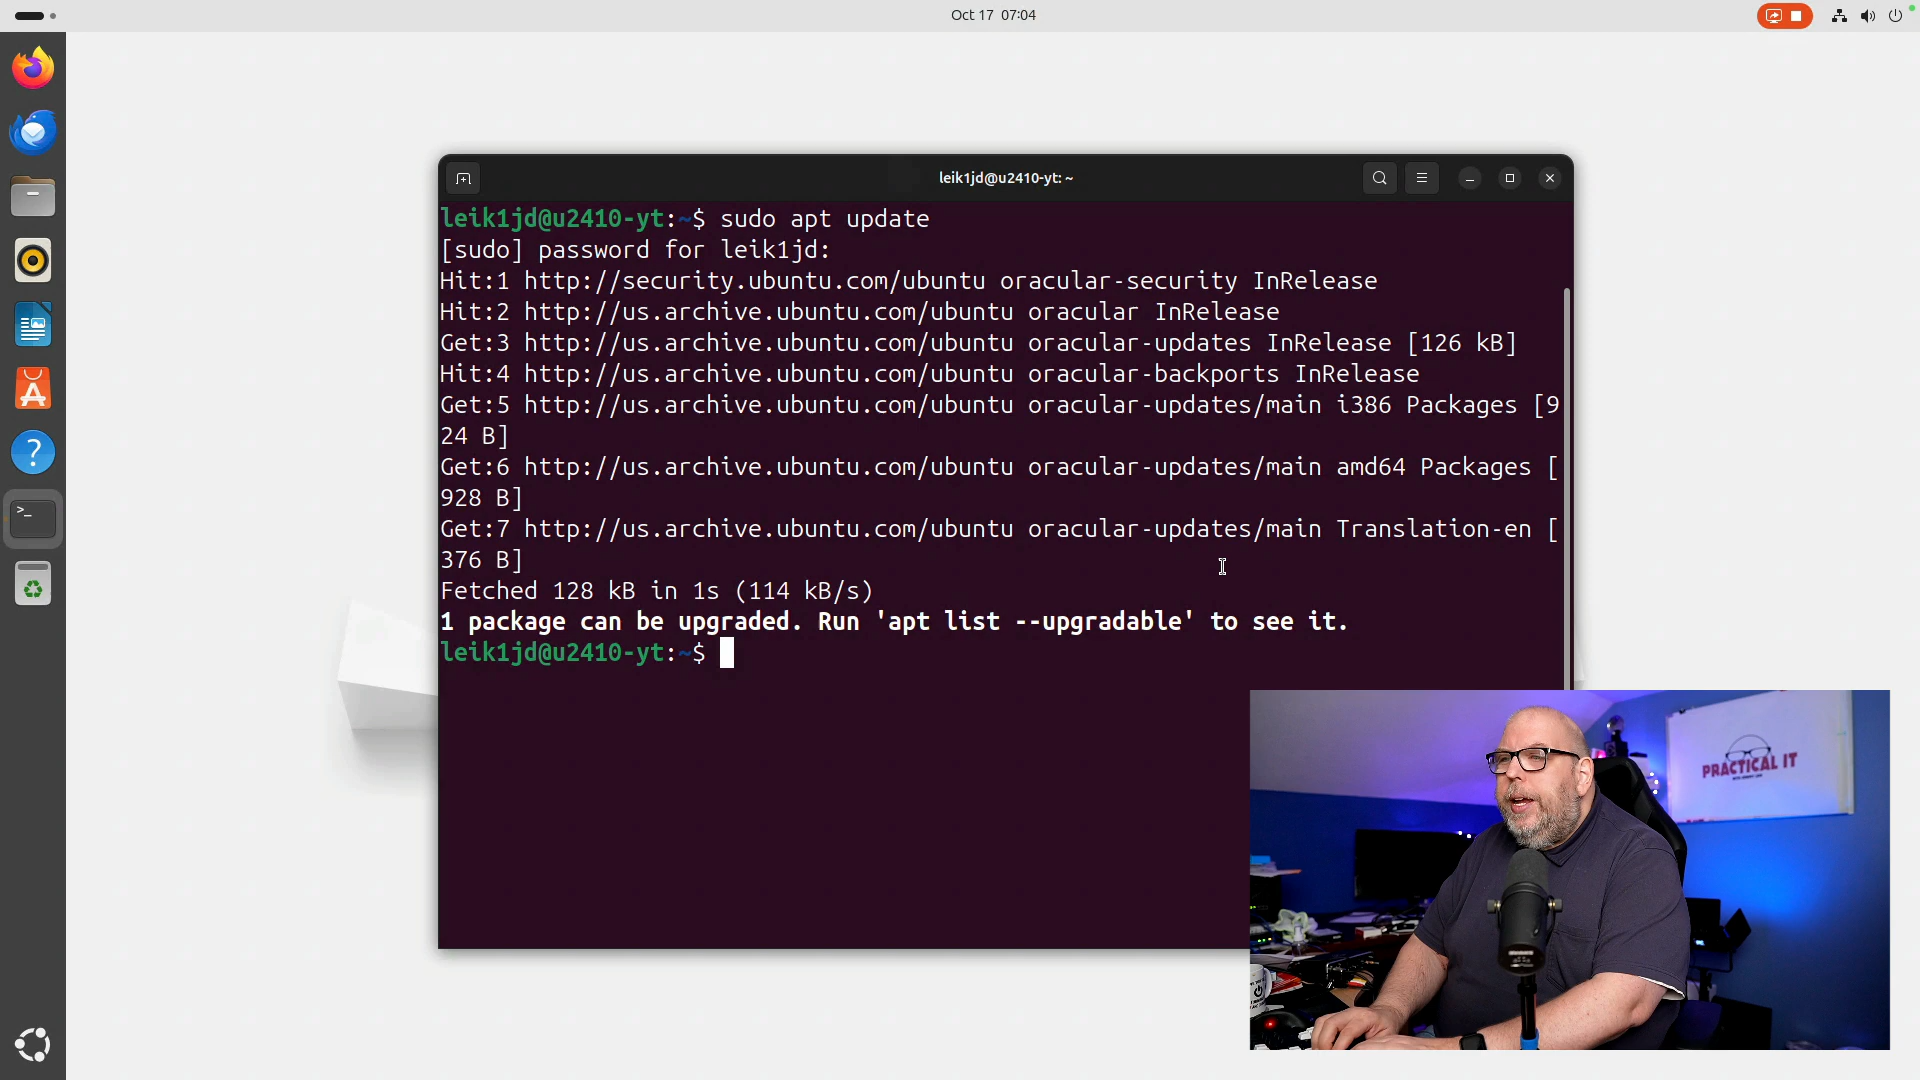 Oct 17 07:04
leik1jd@u2410-yt: ~
leik1jd@u2410-yt:~$ sudo apt update
[sudo] password for leik1jd:
Hit:1 http://security.ubuntu.com/ubuntu oracular-security InRelease
Hit:2 http://us.archive.ubuntu.com/ubuntu oracular InRelease
Get:3 http://us.archive.ubuntu.com/ubuntu oracular-updates InRelease [126 kB]
Hit:4 http://us.archive.ubuntu.com/ubuntu oracular-backports InRelease
Get:5 http://us.archive.ubuntu.com/ubuntu oracular-updates/main i386 Packages [9
24 B]
Get:6 http://us.archive.ubuntu.com/ubuntu oracular-updates/main amd64 Packages [
928 B]
Get:7 http://us.archive.ubuntu.com/ubuntu oracular-updates/main Translation-en [
376 B]
Fetched 128 kB in 1s (114 kB/s)
1 package can be upgraded. Run 'apt list --upgradable' to see it.
leik1jd@u2410-yt:~$
PRACTICAL IT